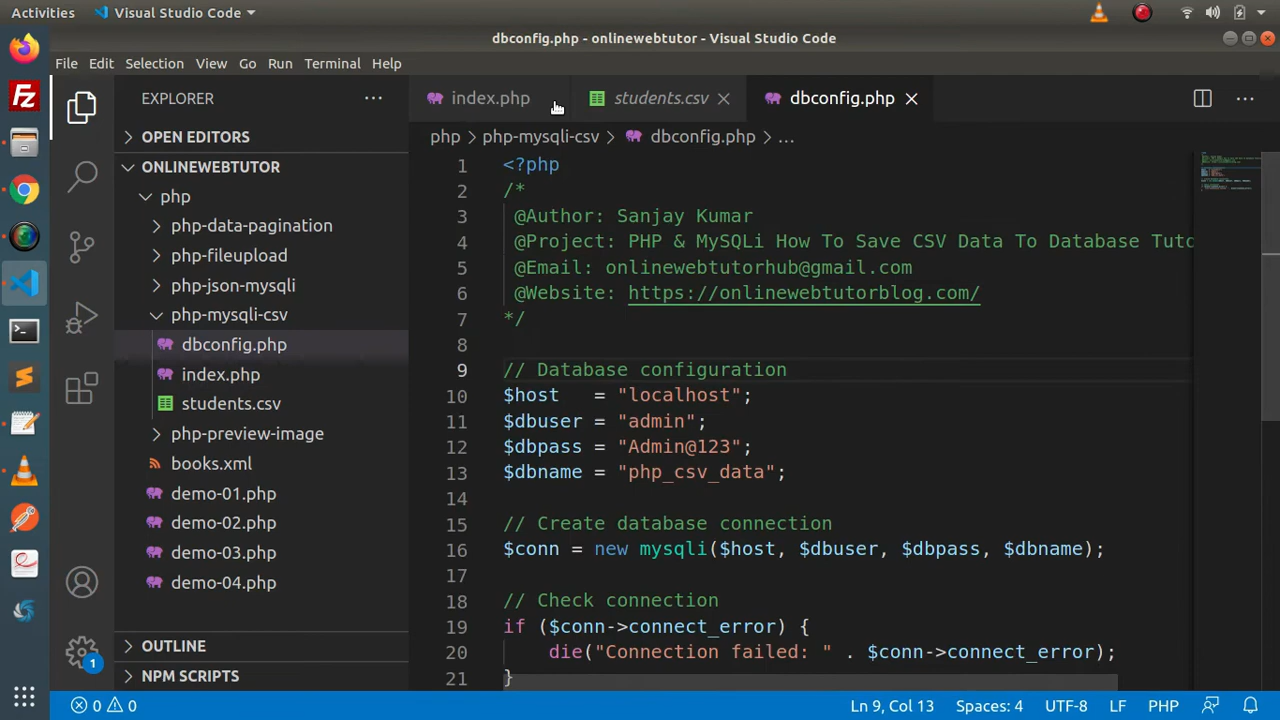 Activities Visual Studio Code
dbconfig.php - onlinewebtutor - Visual Studio Code
File Edit Selection View Go Run Terminal Help
EXPLORER
OPEN EDITORS
ONLINEWEBTUTOR
php
php-data-pagination
php-fileupload
php-json-mysqli
php-mysqli-csv
dbconfig.php
index.php
students.csv
php-preview-image
books.xml
demo-01.php
demo-02.php
demo-03.php
demo-04.php
OUTLINE
NPM SCRIPTS
1
index.php students.csv dbconfig.php
php > php-mysqli-csv > dbconfig.php > ...
1 <?php
2 /*
3 @Author: Sanjay Kumar
4 @Project: PHP & MySQLi How To Save CSV Data To Database Tuto
5 @Email: onlinewebtutorhub@gmail.com
6 @Website: https://onlinewebtutorblog.com/
7 */
8
9 // Database configuration
10 $host   = "localhost";
11 $dbuser = "admin";
12 $dbpass = "Admin@123";
13 $dbname = "php_csv_data";
14
15 // Create database connection
16 $conn = new mysqli($host, $dbuser, $dbpass, $dbname);
17
18 // Check connection
19 if ($conn->connect_error) {
20 die("Connection failed: " . $conn->connect_error);
21 }
0 0 Ln 9, Col 13 Spaces: 4 UTF-8 LF PHP